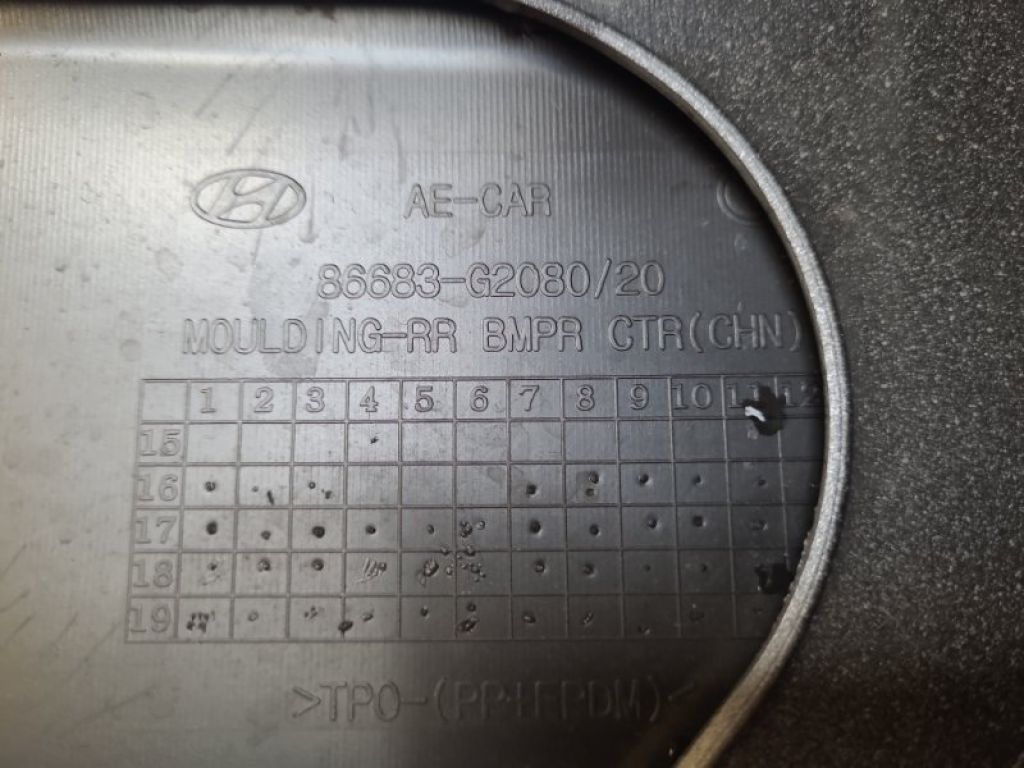 AE-CAR
86683-G2080/20
MOULDING-RR BMPR CTR(CHN)
1 2 3 4 5 6 7 8 9 10 11 12
15
16
17
18
19
>TPO-(PP+EPDM)<